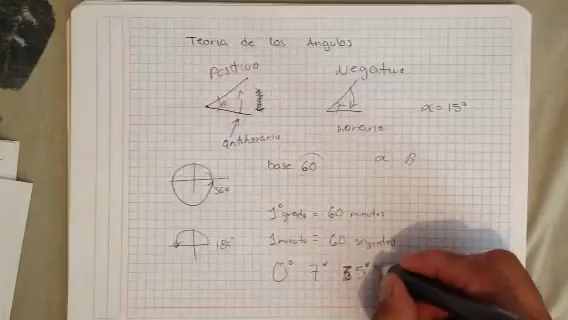 Teoria de los Angulos
Positivo
Negativo
α = 15°
antihorario
horario
base 60
α β
360
1° grado = 60 minutos
180°
1 minuto = 60 segundos
0° 7° 35°